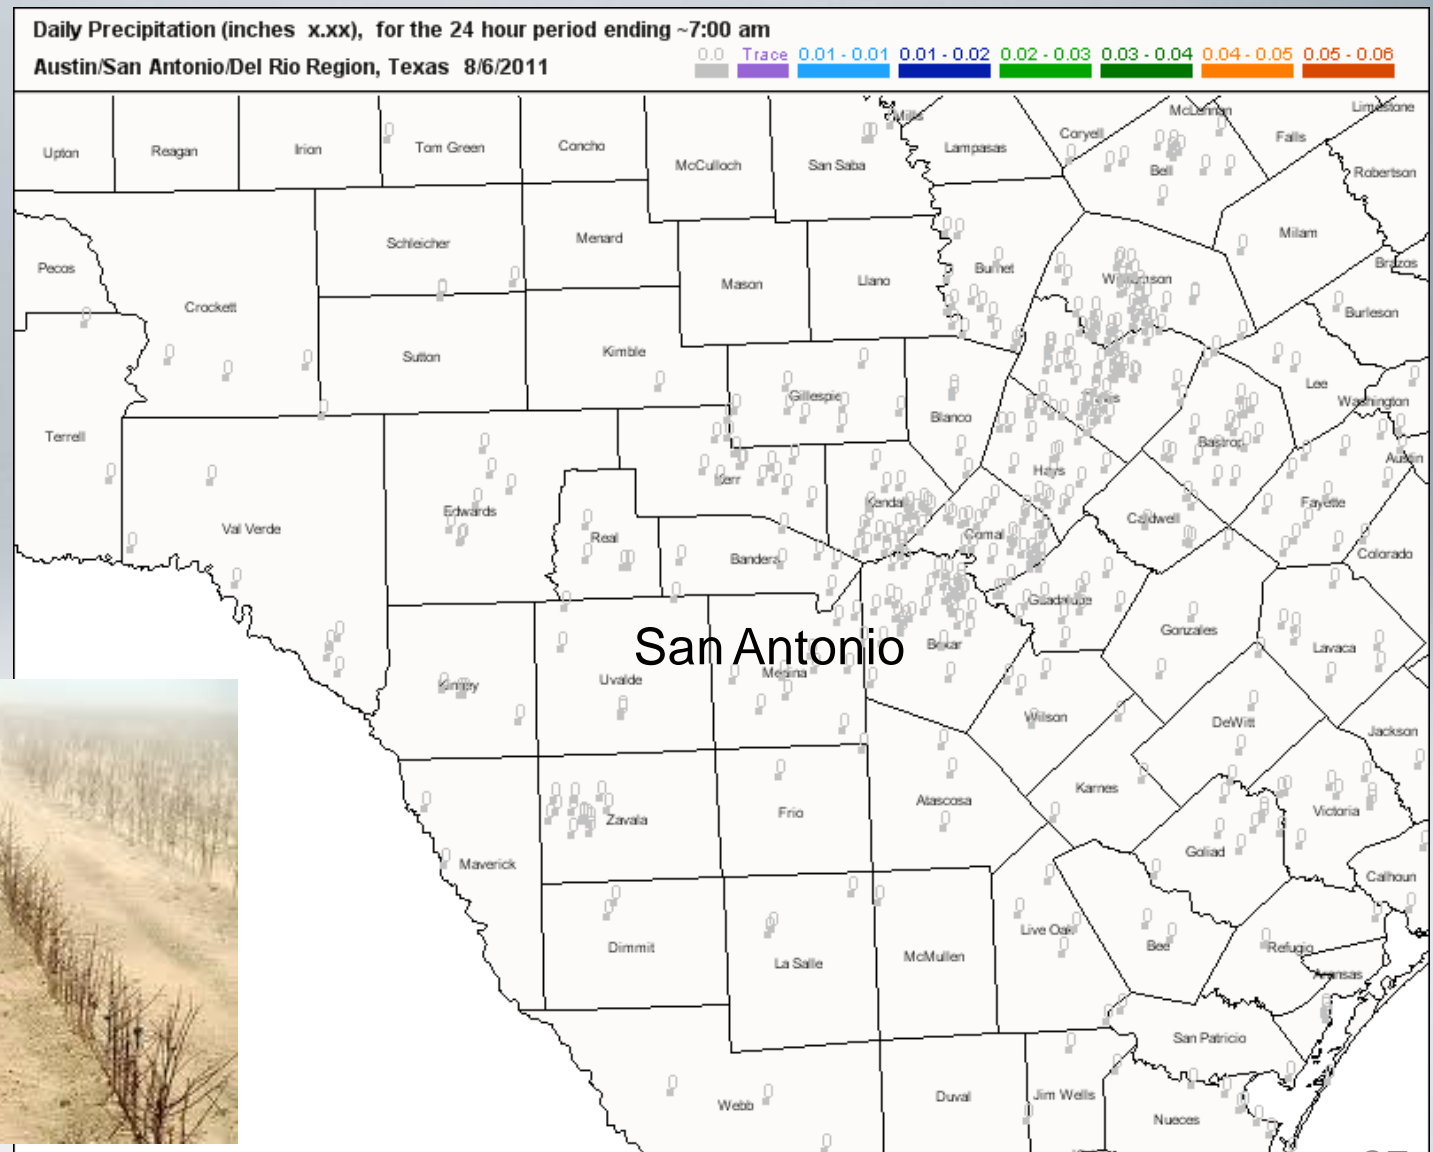 Daily Precipitation (inches x.xx), for the 24 hour period ending ~7:00 am
Austin/San Antonio/Del Rio Region, Texas 8/6/2011
0.0 Trace 0.01 - 0.01 0.01 - 0.02 0.02 - 0.03 0.03 - 0.04 0.04 - 0.05 0.05 - 0.06
Mills McLennan Limestone
Upton Reagan Irion Tom Green Concho McCulloch San Saba Lampasas Coryell Bell Falls Robertson
Pecos Schleicher Menard Mason Llano Burnet Williamson Milam Brazos
Crockett Burleson
Sutton Kimble Gillespie Blanco Travis Lee Washington
Terrell Kerr Hays Bastrop Austin
Val Verde Edwards Real Bandera Kendall Comal Caldwell Fayette Colorado
Guadalupe Gonzales
San Antonio Bexar Lavaca
Kinney Uvalde Medina
Wilson DeWitt Jackson
Zavala Frio Atascosa Karnes Victoria
Maverick Goliad Calhoun
Dimmit La Salle McMullen Live Oak Bee Refugio
Aransas
San Patricio
Webb Duval Jim Wells Nueces